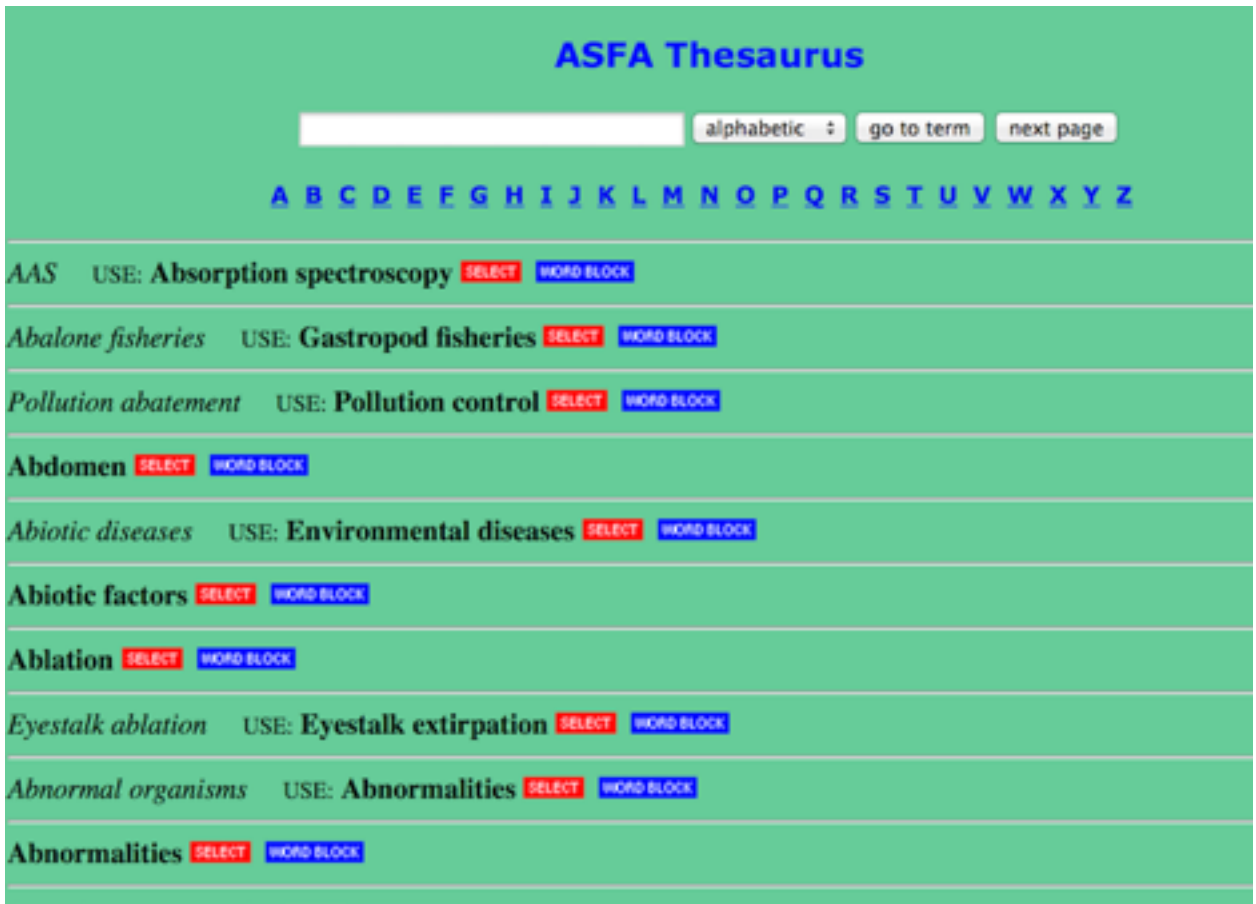 ASFA Thesaurus
alphabetic go to term next page
A B C D E F G H I J K L M N O P Q R S T U V W X Y Z
AAS USE: Absorption spectroscopy SELECT WORD BLOCK
Abalone fisheries USE: Gastropod fisheries SELECT WORD BLOCK
Pollution abatement USE: Pollution control SELECT WORD BLOCK
Abdomen SELECT WORD BLOCK
Abiotic diseases USE: Environmental diseases SELECT WORD BLOCK
Abiotic factors SELECT WORD BLOCK
Ablation SELECT WORD BLOCK
Eyestalk ablation USE: Eyestalk extirpation SELECT WORD BLOCK
Abnormal organisms USE: Abnormalities SELECT WORD BLOCK
Abnormalities SELECT WORD BLOCK